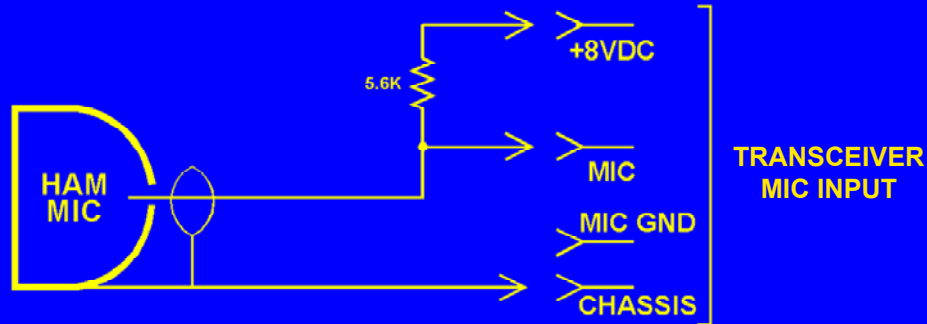 +8VDC
5.6K
HAM
MIC
MIC
TRANSCEIVER
MIC INPUT
MIC GND
CHASSIS